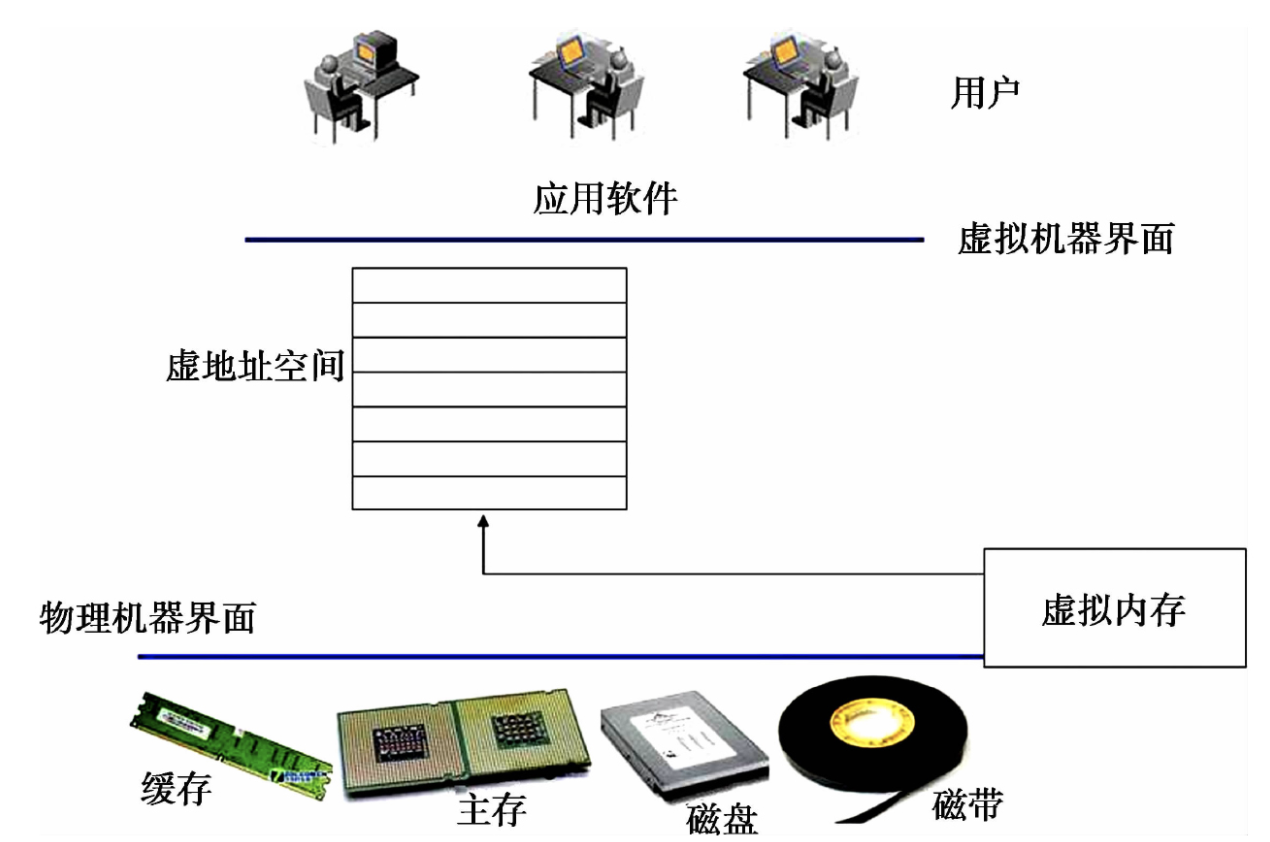 用户
应用软件
虚拟机器界面
虚地址空间
虚拟内存
物理机器界面
缓存
主存
磁盘
磁带